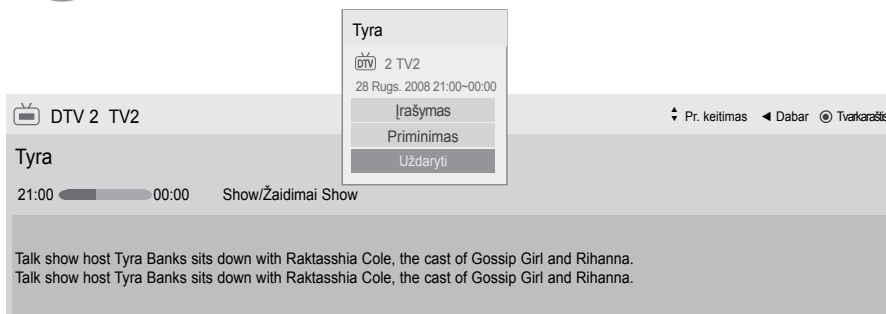 Tyra
DTV 2 TV2
28 Rugs. 2008 21:00~00:00
Įrašymas
Priminimas
Uždaryti
DTV 2 TV2
Pr. keitimas Dabar Tvarkaraštis
Tyra
21:00 00:00 Show/Žaidimai Show
Talk show host Tyra Banks sits down with Raktasshia Cole, the cast of Gossip Girl and Rihanna.
Talk show host Tyra Banks sits down with Raktasshia Cole, the cast of Gossip Girl and Rihanna.